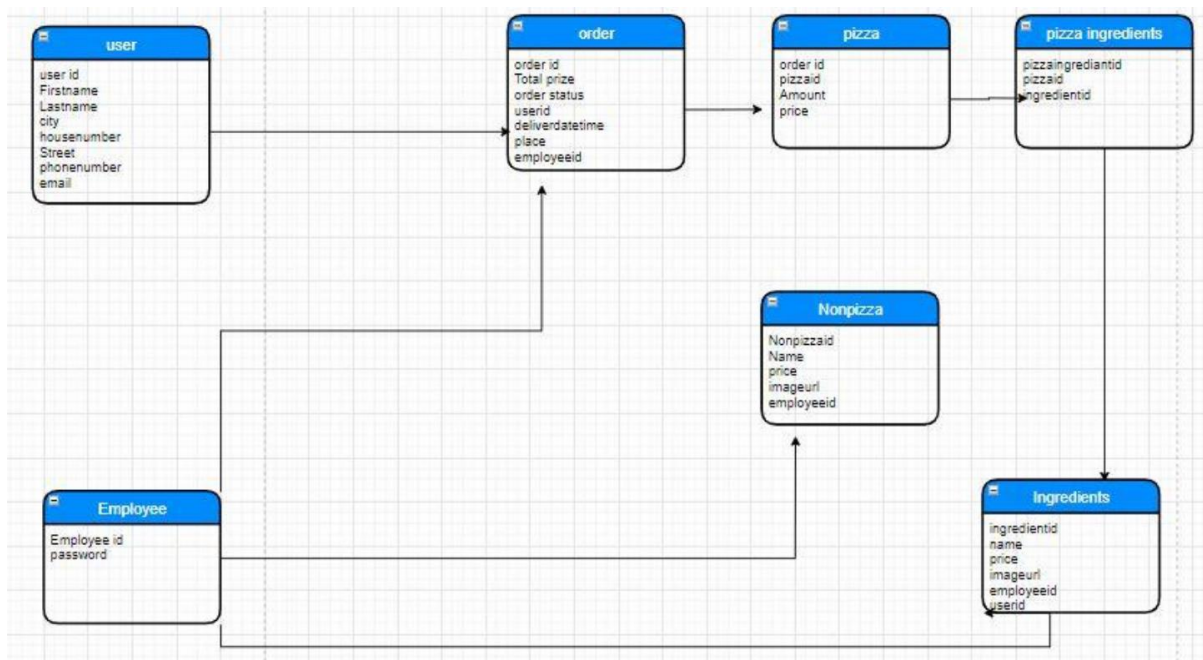 user
user id
Firstname
Lastname
city
housenumber
Street
phonenumber
email
order
order id
Total prize
order status
userid
deliverdatetime
place
employeeid
pizza
order id
pizzaid
Amount
price
pizza ingredients
pizzaingrediantid
pizzaid
ingredientid
Nonpizza
Nonpizzaid
Name
price
imageurl
employeeid
Employee
Employee id
password
Ingredients
ingredientid
name
price
imageurl
employeeid
userid